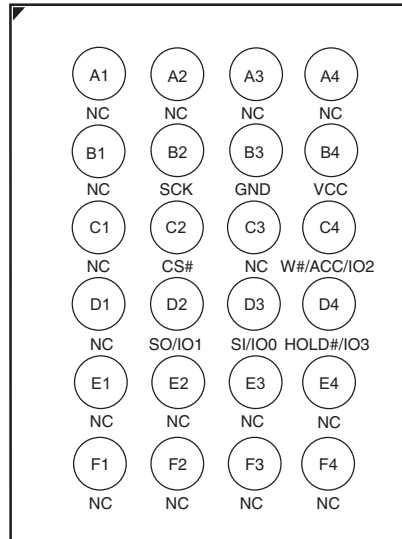 A1 A2 A3 A4
NC NC NC NC
B1 B2 B3 B4
NC SCK GND VCC
C1 C2 C3 C4
NC CS# NC W#/ACC/IO2
D1 D2 D3 D4
NC SO/IO1 SI/IO0 HOLD#/IO3
E1 E2 E3 E4
NC NC NC NC
F1 F2 F3 F4
NC NC NC NC